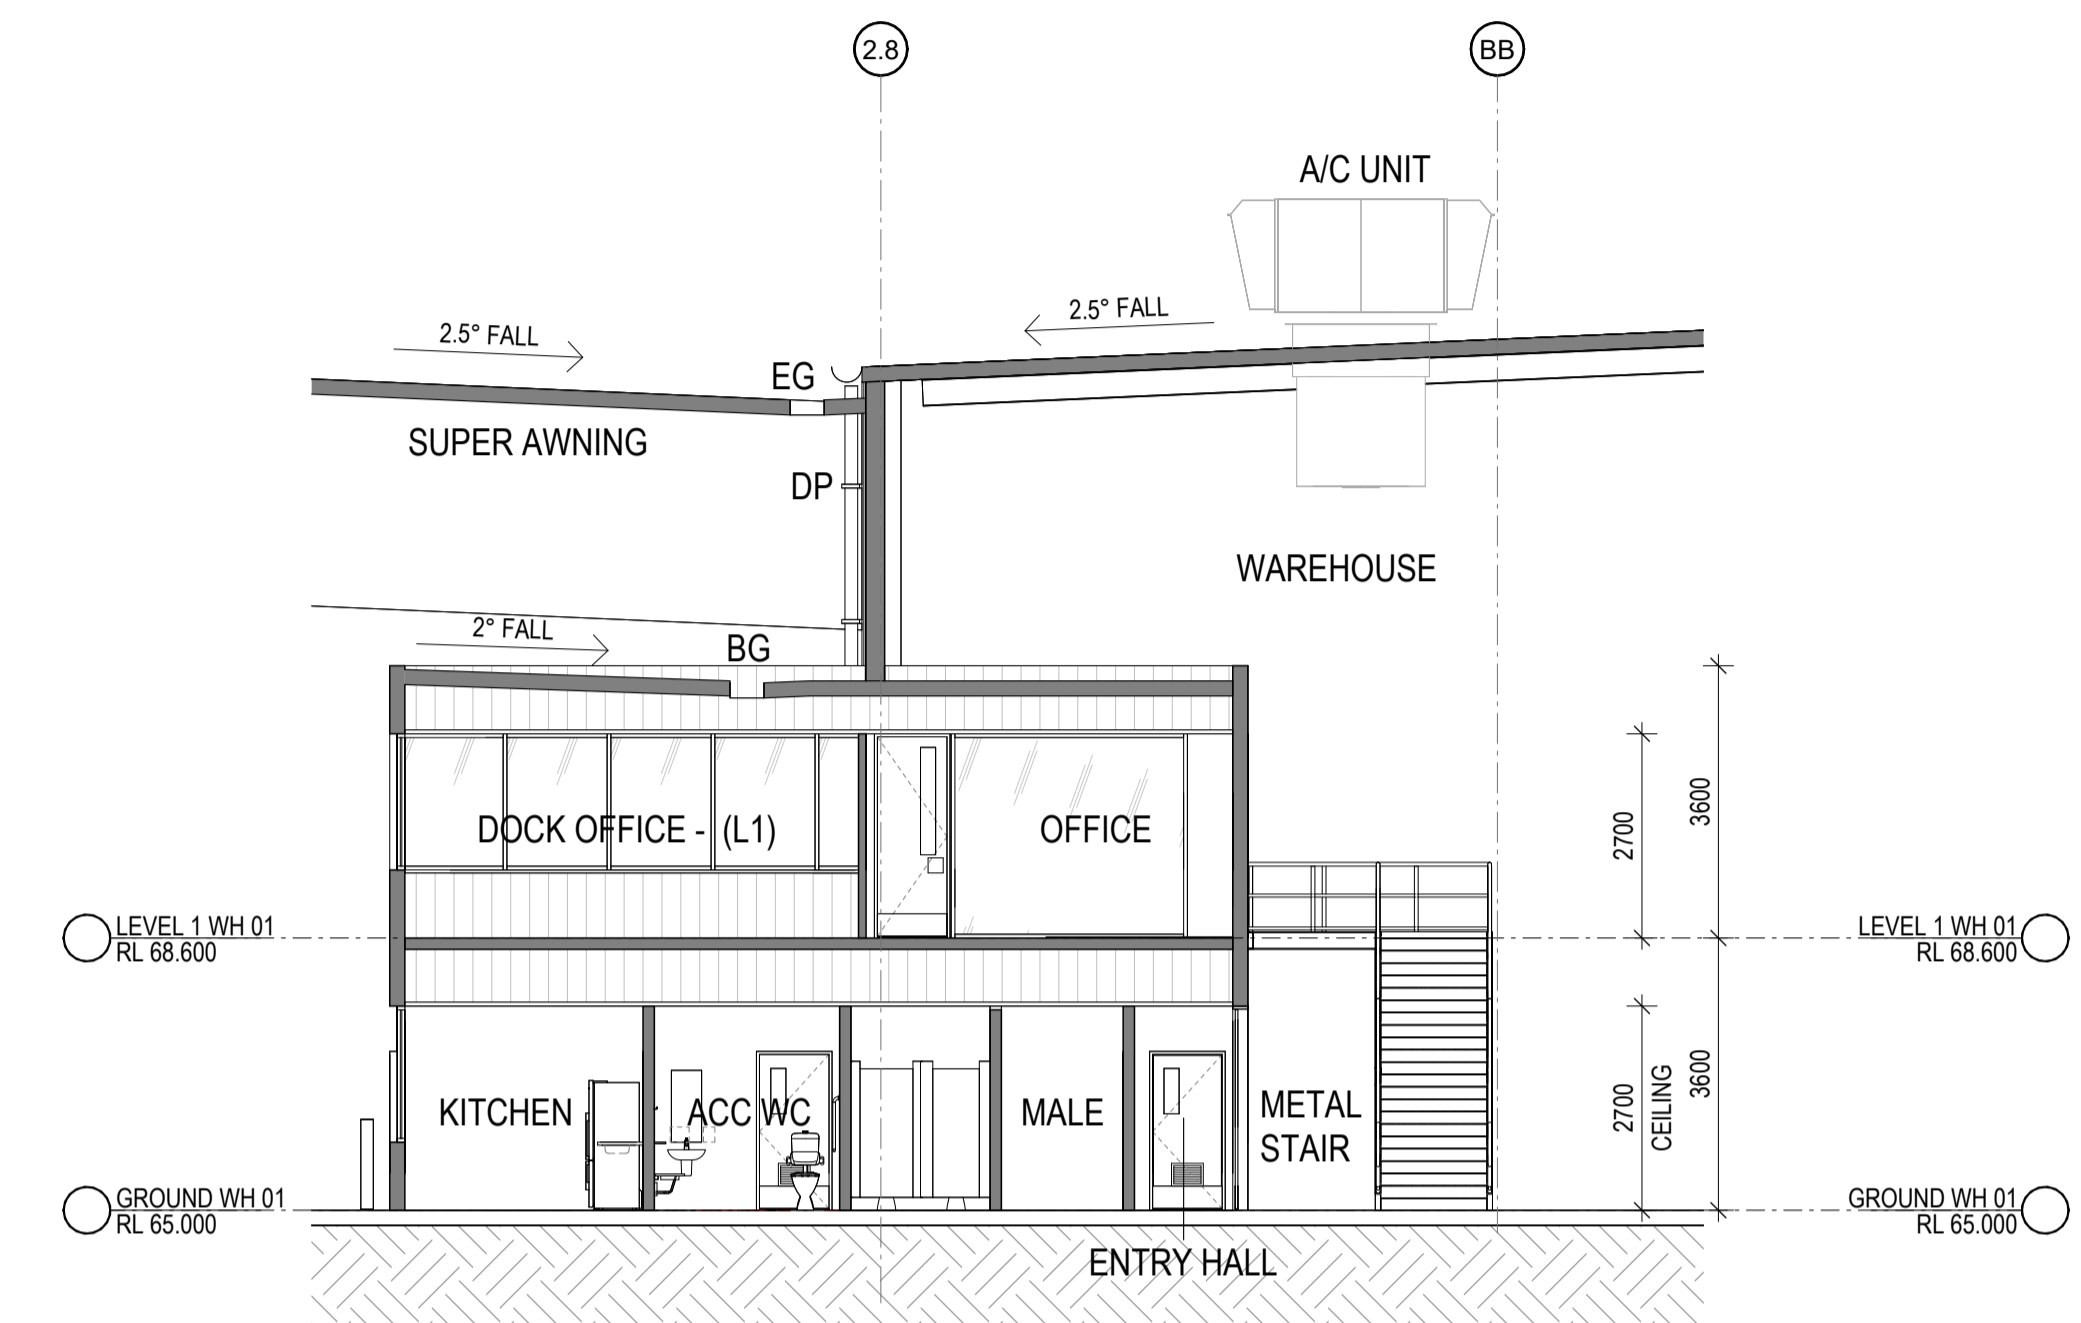 2.8
BB
A/C UNIT
2.5° FALL
2.5° FALL
EG
SUPER AWNING
DP
WAREHOUSE
2° FALL
BG
3600
2700
DOCK OFFICE - (L1)
OFFICE
LEVEL 1 WH 01
RL 68.600
LEVEL 1 WH 01
RL 68.600
KITCHEN
ACC WC
MALE
METAL
STAIR
2700
CEILING
3600
GROUND WH 01
RL 65.000
GROUND WH 01
RL 65.000
ENTRY HALL